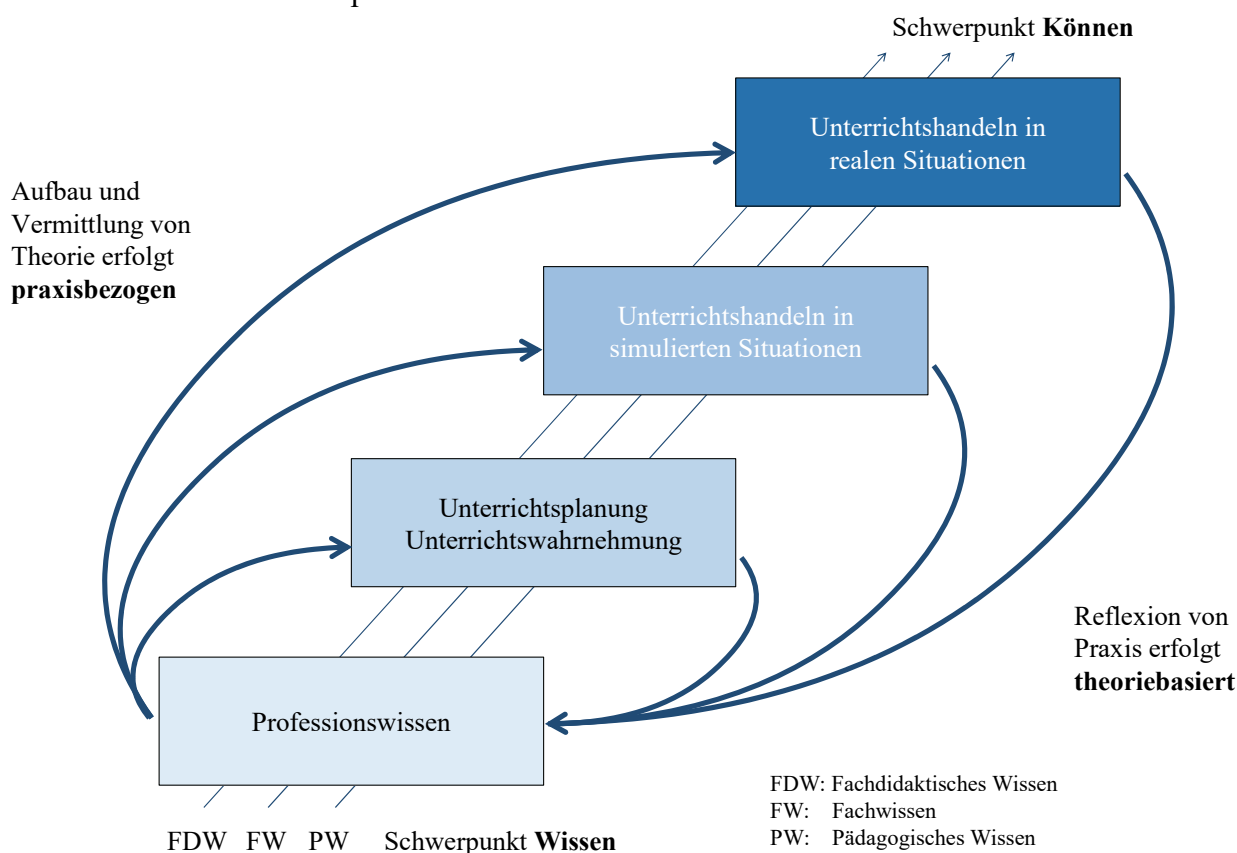 Schwerpunkt Können
Unterrichtshandeln in
realen Situationen
Aufbau und
Vermittlung von
Theorie erfolgt
praxisbezogen
Unterrichtshandeln in
simulierten Situationen
Unterrichtsplanung
Unterrichtswahrnehmung
Reflexion von
Praxis erfolgt
theoriebasiert
Professionswissen
FDW: Fachdidaktisches Wissen
FW: Fachwissen
PW: Pädagogisches Wissen
FDW FW PW Schwerpunkt Wissen